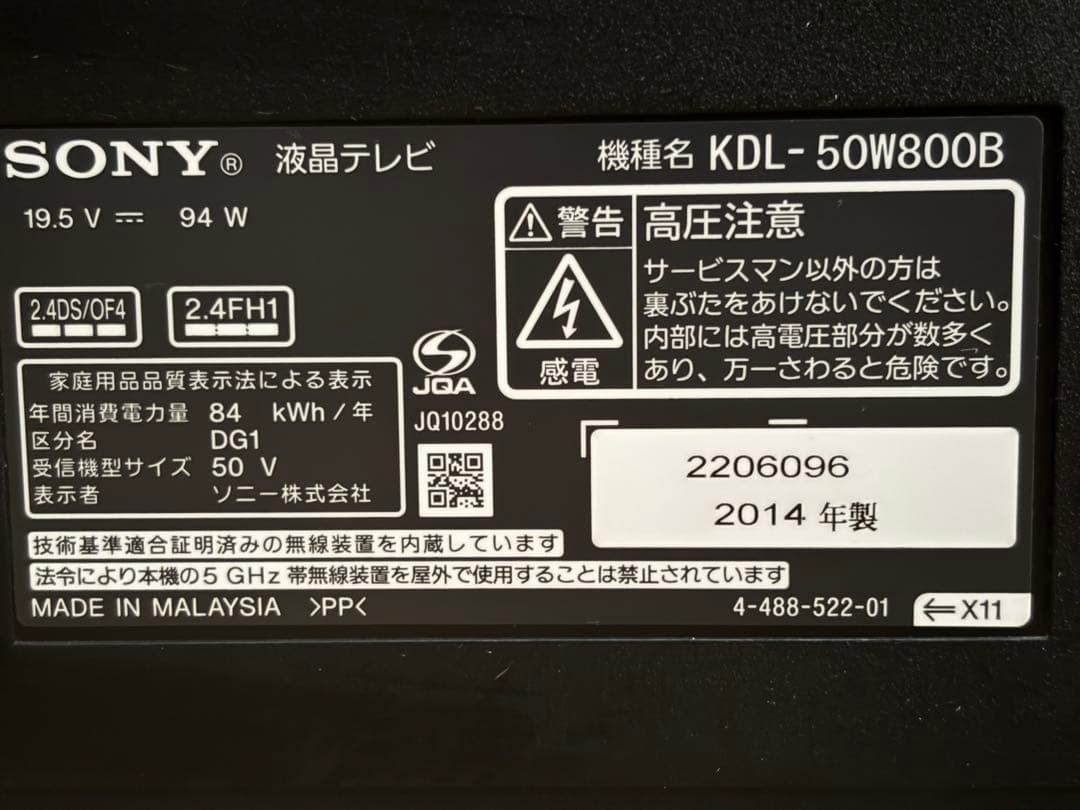 SONY® 液晶テレビ
機種名 KDL-50W800B
19.5 V ⎓ 94 W
2.4DS/OF4
2.4FH1
⚠警告
感電
高圧注意
サービスマン以外の方は
裏ぶたをあけないでください。
内部には高電圧部分が数多く
あり、万一さわると危険です。
家庭用品品質表示法による表示
年間消費電力量 84 kWh/年
区分名 DG1
受信機型サイズ 50 V
表示者 ソニー株式会社
JQA
JQ10288
2206096
2014 年製
技術基準適合証明済みの無線装置を内蔵しています
法令により本機の5 GHz 帯無線装置を屋外で使用することは禁止されています
MADE IN MALAYSIA >PP<
4-488-522-01
⇐X11